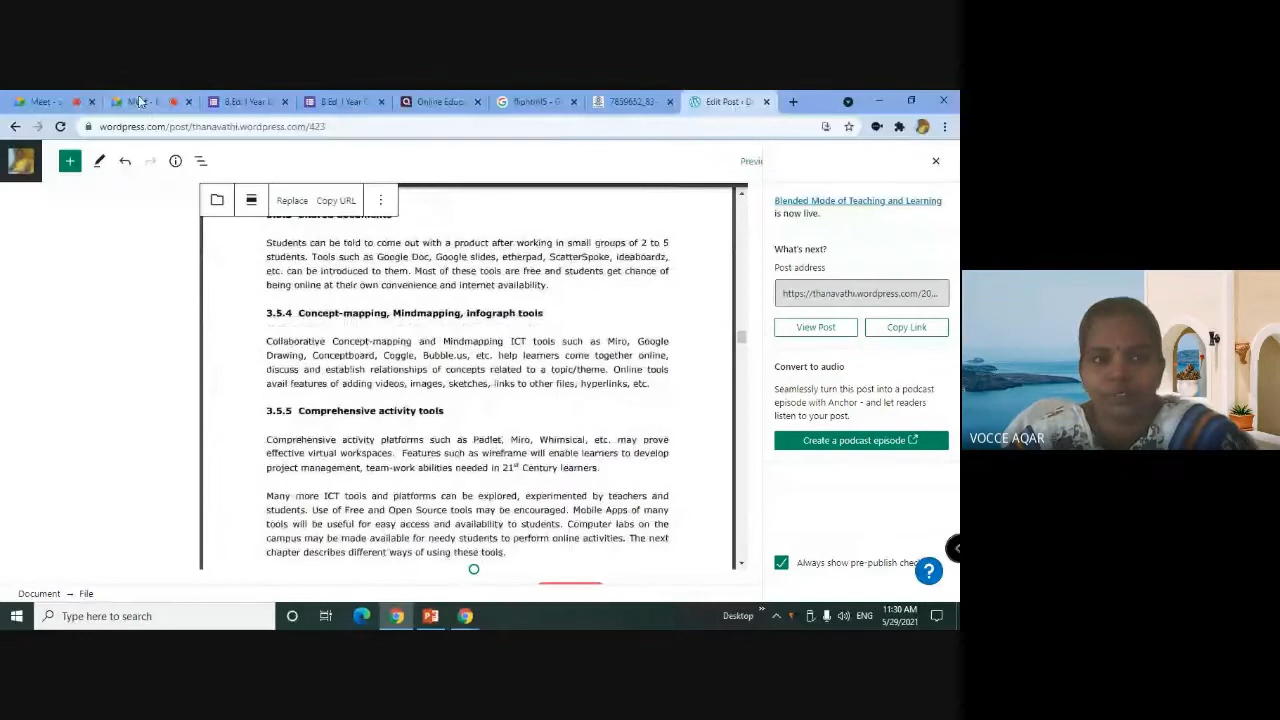 Meet - s
Meet - l
B.Ed. I Year I
B.Ed. I Year C
Online Educ
fliphtml5 - G
7859652_83-
Edit Post ‹ D
wordpress.com/post/thanavathi.wordpress.com/423
Previe
Replace
Copy URL
Students can be told to come out with a product after working in small groups of 2 to 5
students. Tools such as Google Doc, Google slides, etherpad, ScatterSpoke, ideaboardz,
etc. can be introduced to them. Most of these tools are free and students get chance of
being online at their own convenience and internet availability.
3.5.4 Concept-mapping, Mindmapping, infograph tools
Collaborative Concept-mapping and Mindmapping ICT tools such as Miro, Google
Drawing, Conceptboard, Coggle, Bubble.us, etc. help learners come together online,
discuss and establish relationships of concepts related to a topic/theme. Online tools
avail features of adding videos, images, sketches, links to other files, hyperlinks, etc.
3.5.5 Comprehensive activity tools
Comprehensive activity platforms such as Padlet, Miro, Whimsical, etc. may prove
effective virtual workspaces. Features such as wireframe will enable learners to develop
project management, team-work abilities needed in 21st Century learners.
Many more ICT tools and platforms can be explored, experimented by teachers and
students. Use of Free and Open Source tools may be encouraged. Mobile Apps of many
tools will be useful for easy access and availability to students. Computer labs on the
campus may be made available for needy students to perform online activities. The next
chapter describes different ways of using these tools.
Blended Mode of Teaching and Learning
is now live.
What's next?
Post address
https://thanavathi.wordpress.com/20...
View Post
Copy Link
Convert to audio
Seamlessly turn this post into a podcast
episode with Anchor - and let readers
listen to your post.
Create a podcast episode
Always show pre-publish chec
Document → File
VOCCE AQAR
Type here to search
Desktop
ENG
11:30 AM
5/29/2021